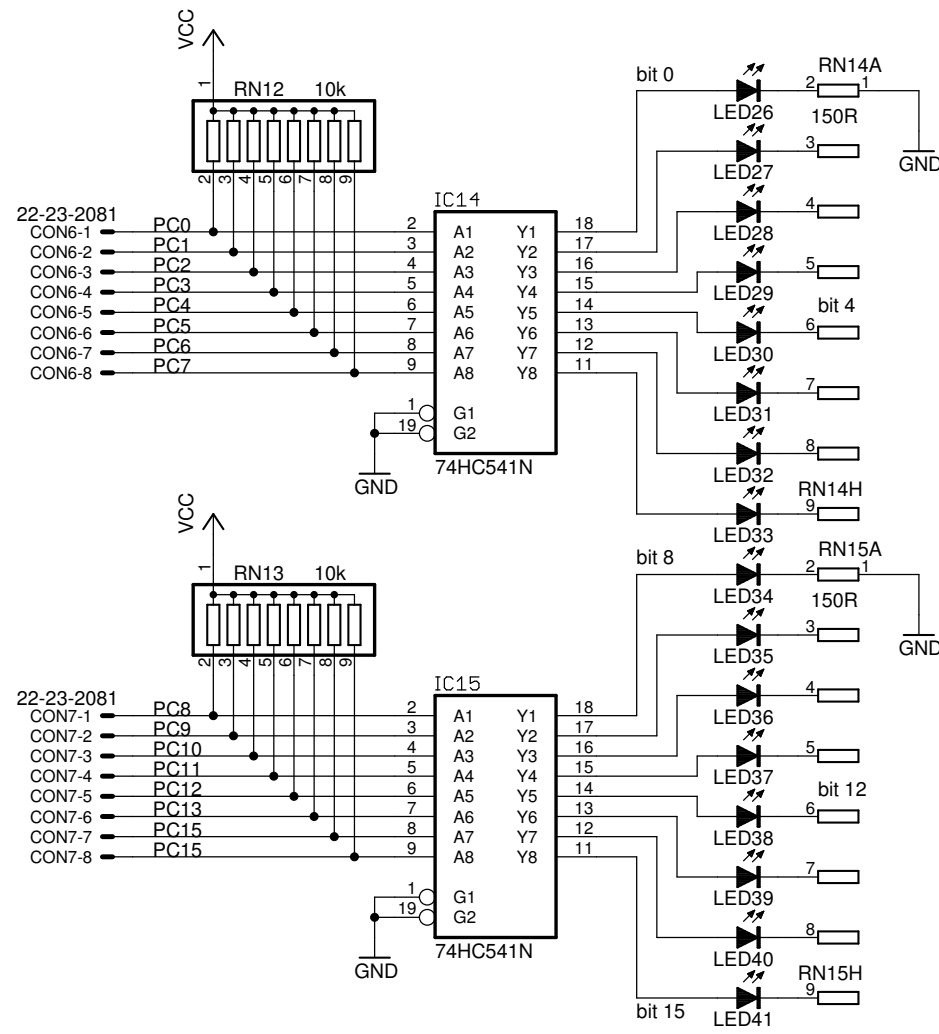 VCC
1
RN12 10k
2 3 4 5 6 7 8 9
22-23-2081
CON6-1 PC0
CON6-2 PC1
CON6-3 PC2
CON6-4 PC3
CON6-5 PC4
CON6-6 PC5
CON6-7 PC6
CON6-8 PC7
IC14
2 A1 Y1 18
3 A2 Y2 17
4 A3 Y3 16
5 A4 Y4 15
6 A5 Y5 14
7 A6 Y6 13
8 A7 Y7 12
9 A8 Y8 11
1 G1
19 G2
74HC541N
GND
bit 0
LED26
2 RN14A 1
150R
GND
LED27 3
LED28 4
LED29 5
bit 4
LED30 6
LED31 7
LED32 8
RN14H
LED33 9
VCC
1
RN13 10k
2 3 4 5 6 7 8 9
22-23-2081
CON7-1 PC8
CON7-2 PC9
CON7-3 PC10
CON7-4 PC11
CON7-5 PC12
CON7-6 PC13
CON7-7 PC15
CON7-8 PC15
IC15
2 A1 Y1 18
3 A2 Y2 17
4 A3 Y3 16
5 A4 Y4 15
6 A5 Y5 14
7 A6 Y6 13
8 A7 Y7 12
9 A8 Y8 11
1 G1
19 G2
74HC541N
GND
bit 8
LED34
2 RN15A 1
150R
GND
LED35 3
LED36 4
LED37 5
bit 12
LED38 6
LED39 7
LED40 8
RN15H
bit 15
LED41 9